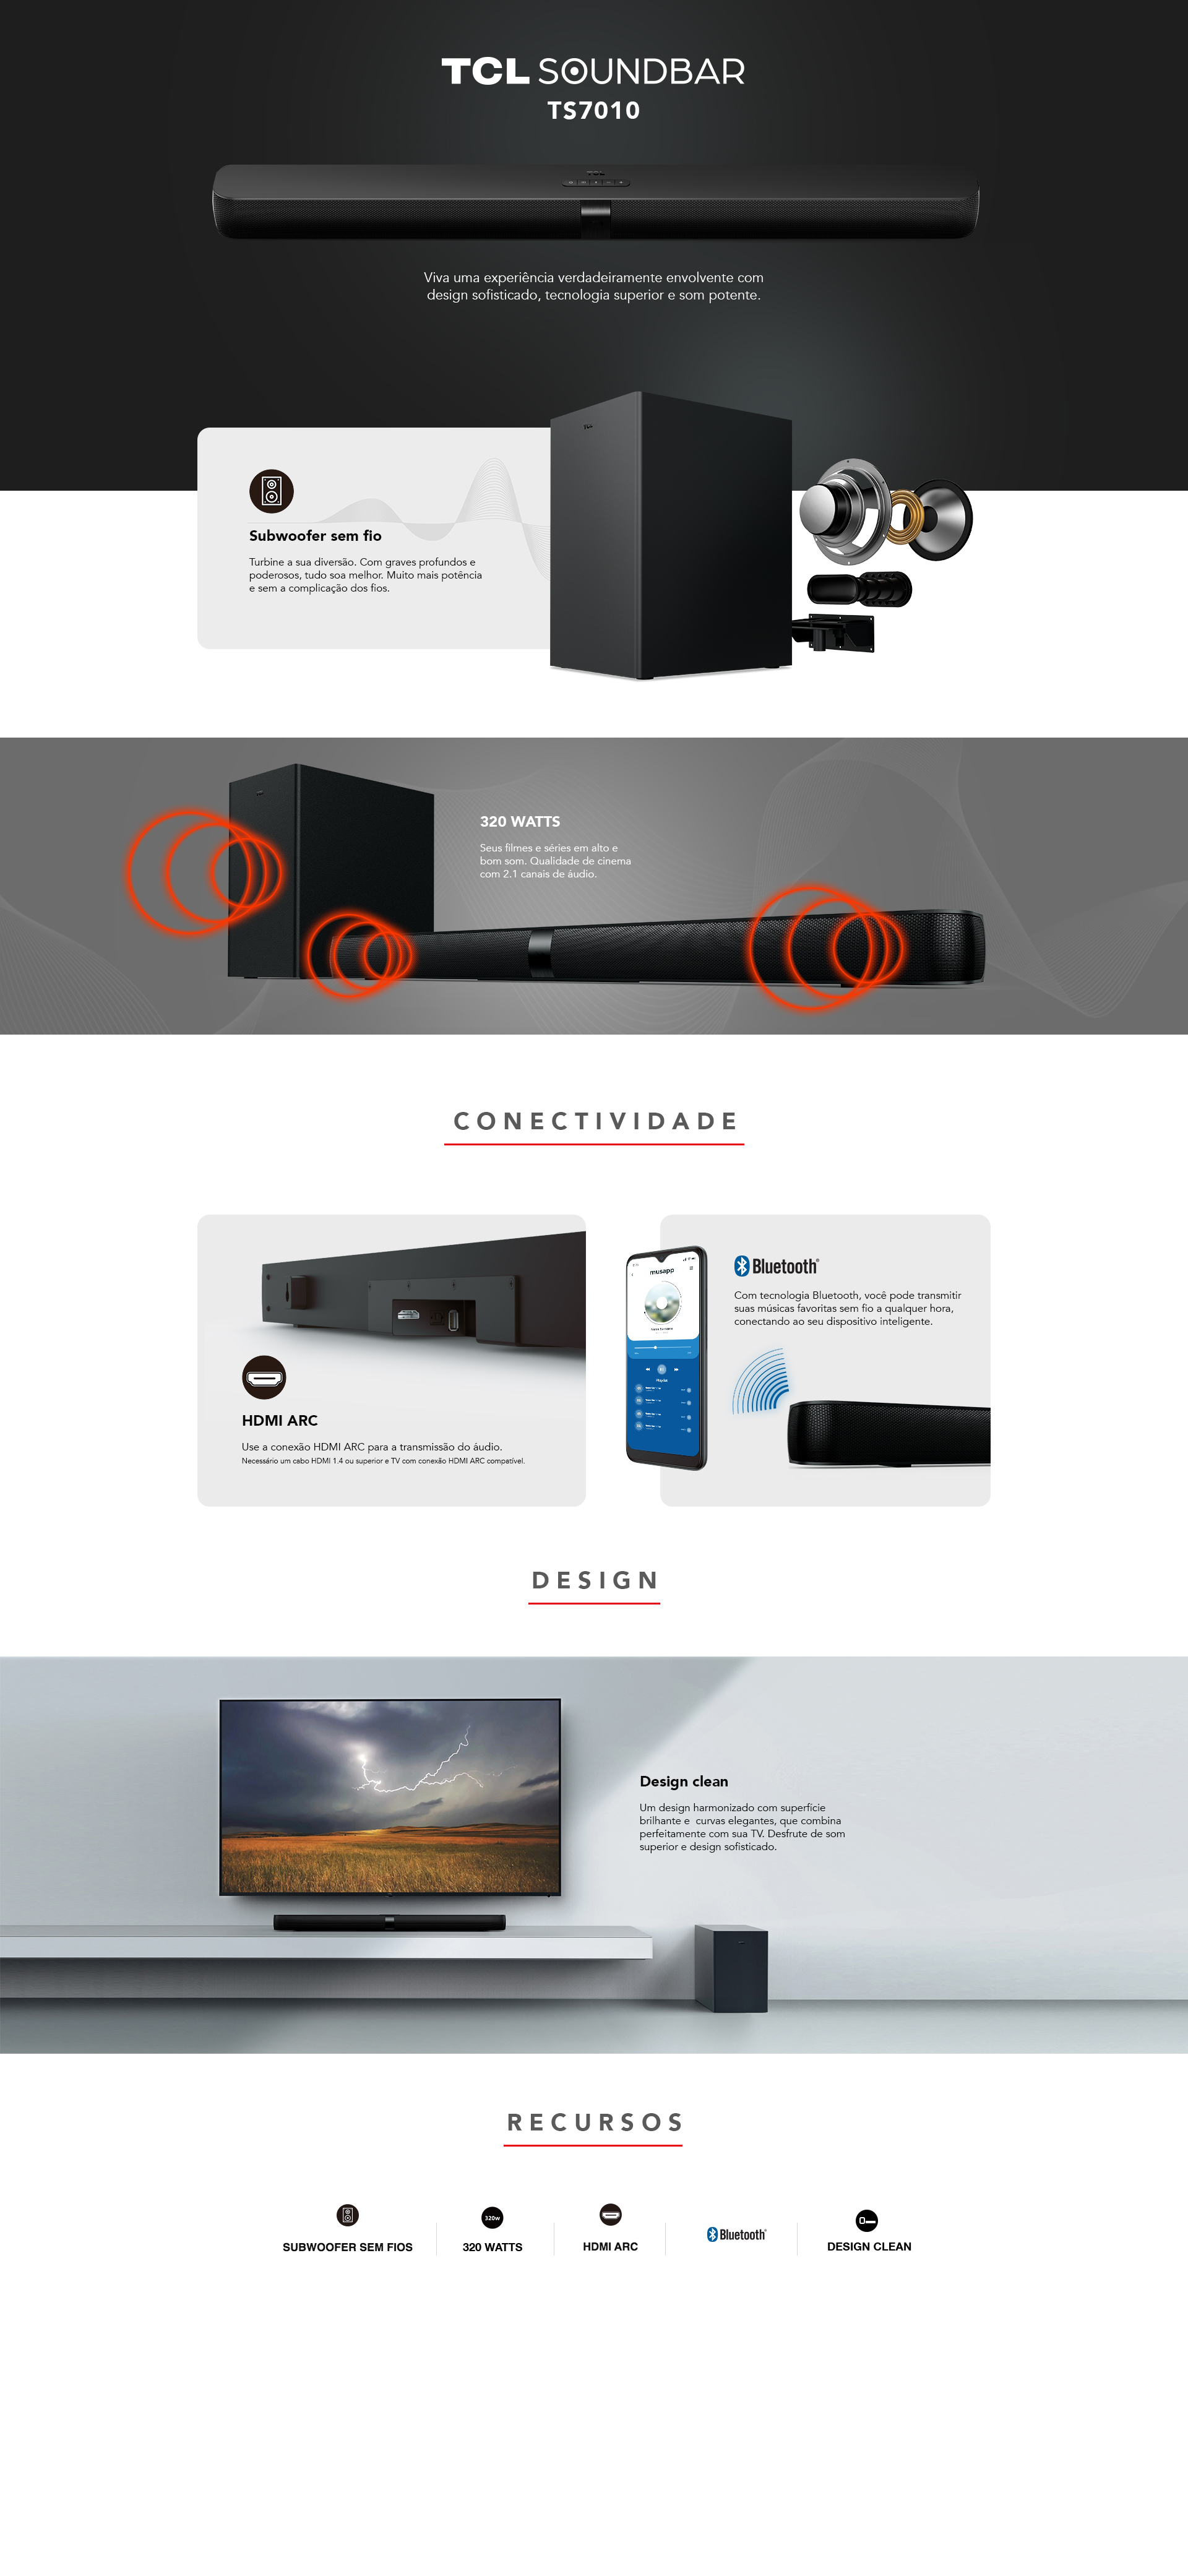 TCL SOUNDBAR
TS7010
TCL
Viva uma experiência verdadeiramente envolvente com
design sofisticado, tecnologia superior e som potente.
TCL
Subwoofer sem fio
Turbine a sua diversão. Com graves profundos e
poderosos, tudo soa melhor. Muito mais potência
e sem a complicação dos fios.
320 WATTS
Seus filmes e séries em alto e
bom som. Qualidade de cinema
com 2.1 canais de áudio.
CONECTIVIDADE
musapp
Playlist
Bluetooth®
Com tecnologia Bluetooth, você pode transmitir
suas músicas favoritas sem fio a qualquer hora,
conectando ao seu dispositivo inteligente.
HDMI ARC
Use a conexão HDMI ARC para a transmissão do áudio.
Necessário um cabo HDMI 1.4 ou superior e TV com conexão HDMI ARC compatível.
DESIGN
Design clean
Um design harmonizado com superfície
brilhante e  curvas elegantes, que combina
perfeitamente com sua TV. Desfrute de som
superior e design sofisticado.
RECURSOS
SUBWOOFER SEM FIOS
320w
320 WATTS
HDMI ARC
Bluetooth®
DESIGN CLEAN